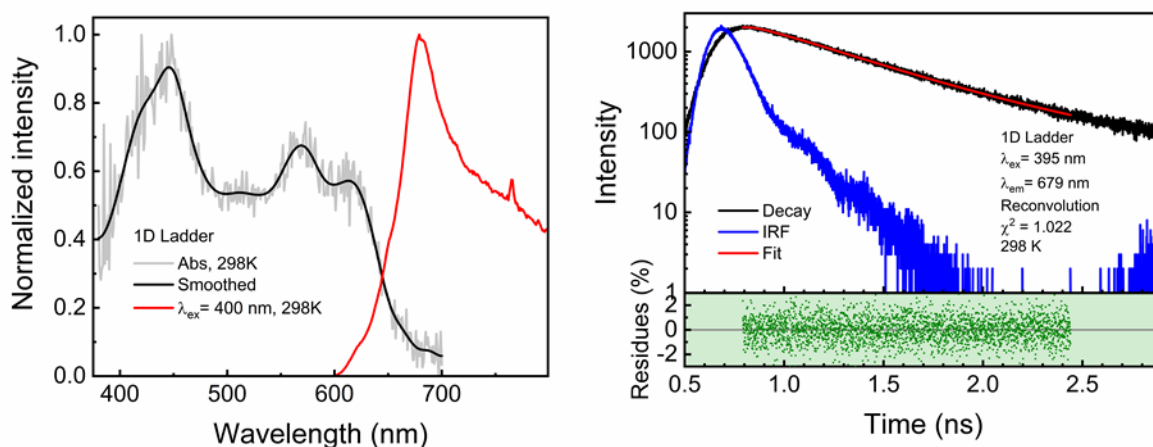 Normalized intensity
1.0
0.8
0.6
0.4
0.2
0.0
1D Ladder
Abs, 298K
Smoothed
λex= 400 nm, 298K
400
500
600
700
Wavelength (nm)
Intensity
1000
100
10
1
Decay
IRF
Fit
1D Ladder
λex= 395 nm
λem= 679 nm
Reconvolution
χ² = 1.022
298 K
Residues (%)
2
0
-2
0.5
1.0
1.5
2.0
2.5
Time (ns)